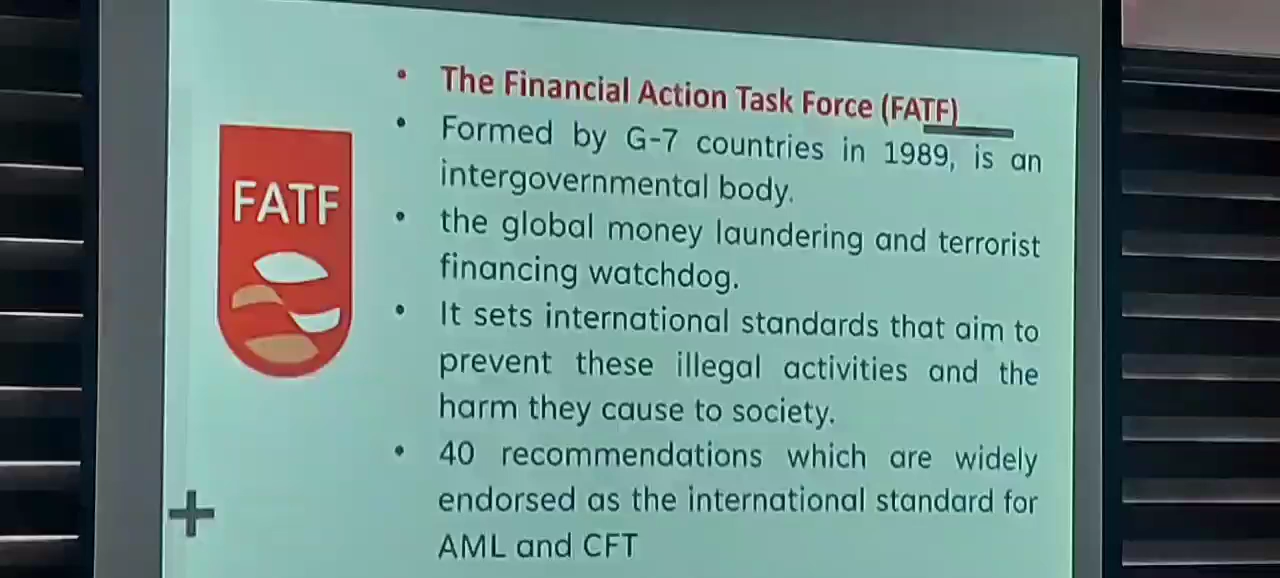 FATF
• The Financial Action Task Force (FATF)
• Formed by G-7 countries in 1989, is an
intergovernmental body.
• the global money laundering and terrorist
financing watchdog.
• It sets international standards that aim to
prevent these illegal activities and the
harm they cause to society.
• 40 recommendations which are widely
endorsed as the international standard for
AML and CFT